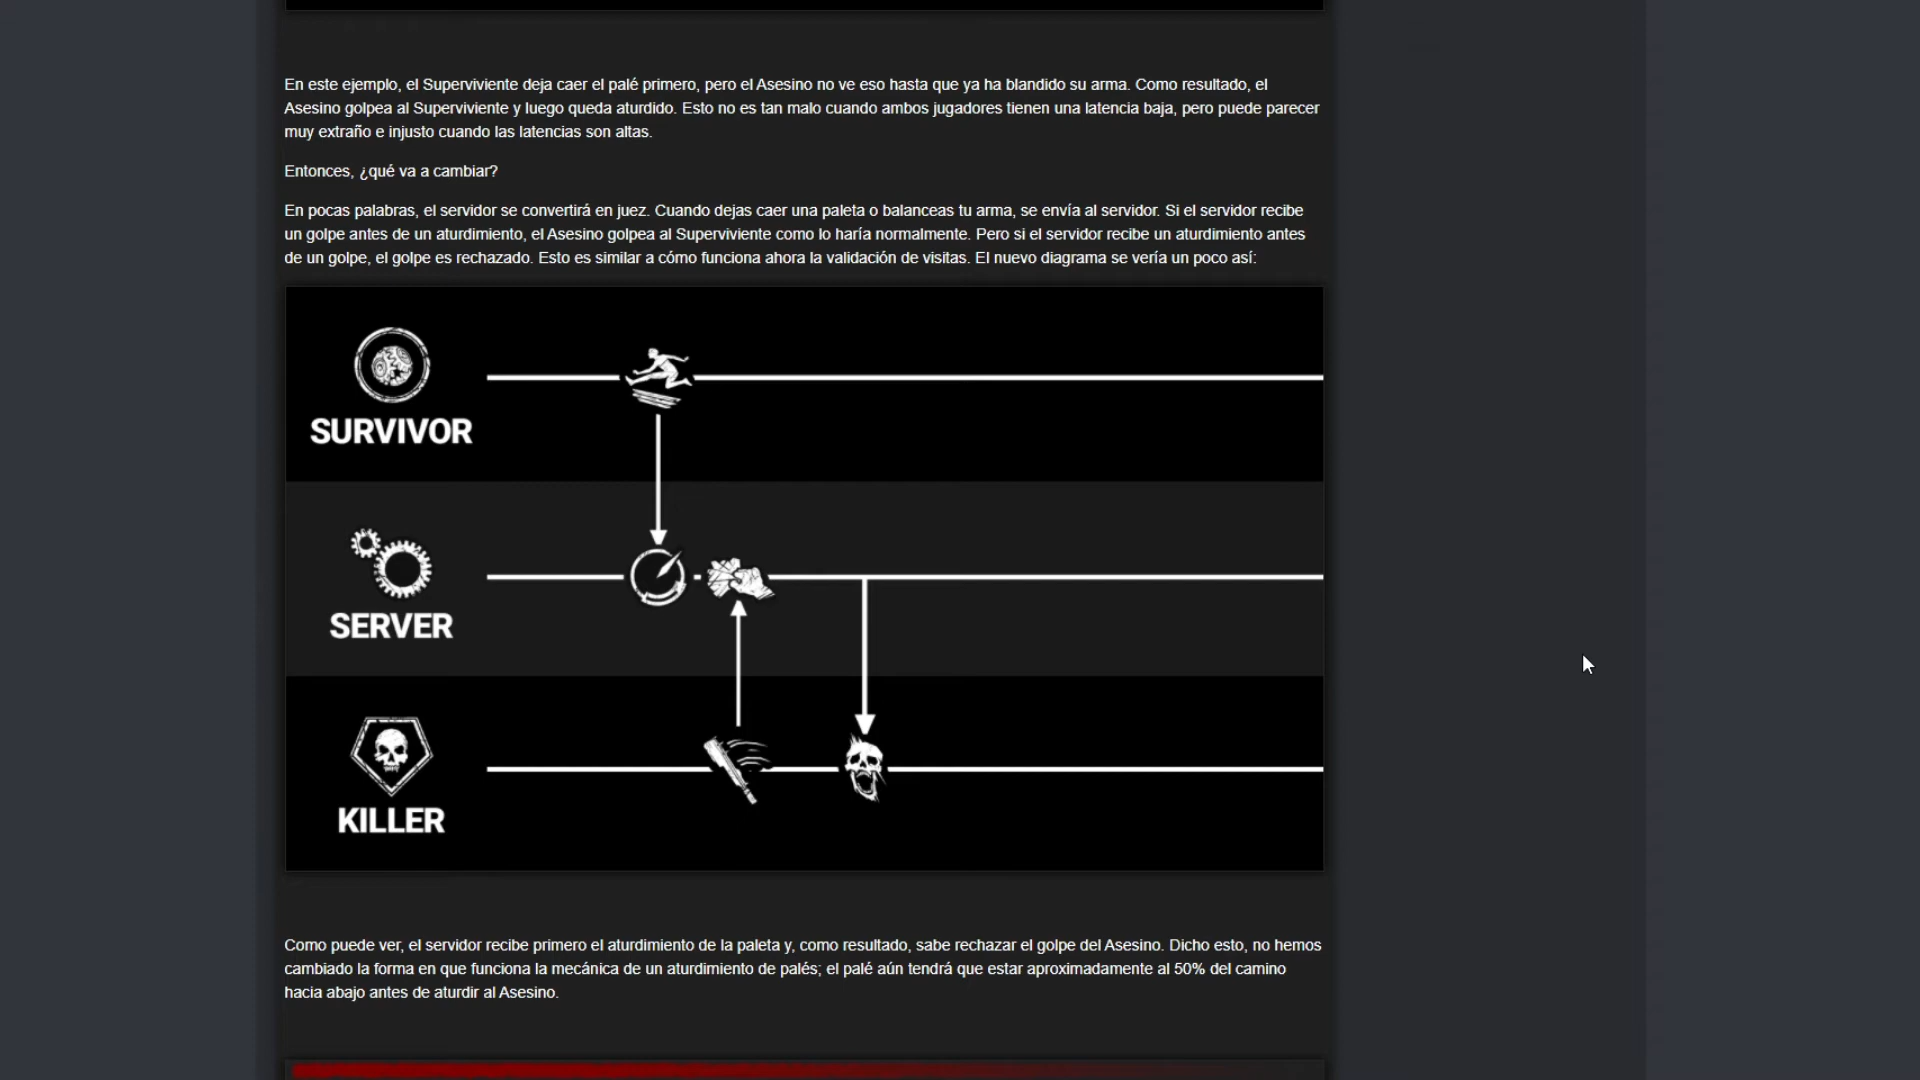 En este ejemplo, el Superviviente deja caer el palé primero, pero el Asesino no ve eso hasta que ya ha blandido su arma. Como resultado, el
Asesino golpea al Superviviente y luego queda aturdido. Esto no es tan malo cuando ambos jugadores tienen una latencia baja, pero puede parecer
muy extraño e injusto cuando las latencias son altas.
Entonces, ¿qué va a cambiar?
En pocas palabras, el servidor se convertirá en juez. Cuando dejas caer una paleta o balanceas tu arma, se envía al servidor. Si el servidor recibe
un golpe antes de un aturdimiento, el Asesino golpea al Superviviente como lo haría normalmente. Pero si el servidor recibe un aturdimiento antes
de un golpe, el golpe es rechazado. Esto es similar a cómo funciona ahora la validación de visitas. El nuevo diagrama se vería un poco así:
SURVIVOR
SERVER
KILLER
Como puede ver, el servidor recibe primero el aturdimiento de la paleta y, como resultado, sabe rechazar el golpe del Asesino. Dicho esto, no hemos
cambiado la forma en que funciona la mecánica de un aturdimiento de palés; el palé aún tendrá que estar aproximadamente al 50% del camino
hacia abajo antes de aturdir al Asesino.